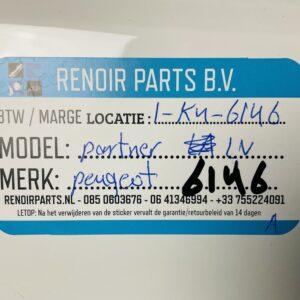 RENOIR PARTS B.V.
BTW / MARGE LOCATIE : 1-KU-6146
MODEL: partner LV
MERK: peugeot 6146
RENOIRPARTS.NL - 085 0603676 - 06 41346994 - +33 755224091
LETOP: Na het verwijderen van de sticker vervalt de garantie/retourbeleid van 14 dagen
A